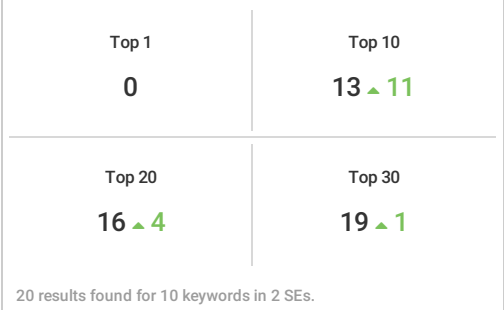 Top 1
Top 10
0
13 ▲ 11
Top 20
Top 30
16 ▲ 4
19 ▲ 1
20 results found for 10 keywords in 2 SEs.